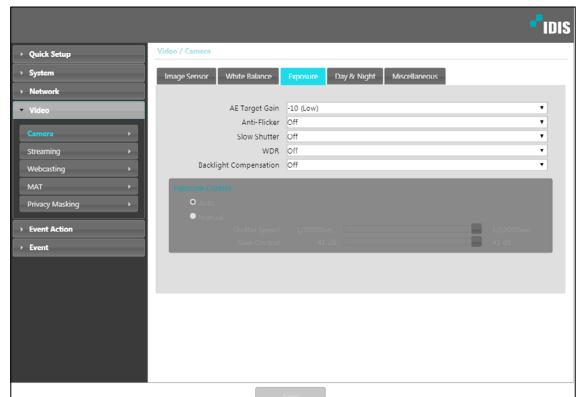 IDIS
Quick Setup
System
Network
Video
Camera
Streaming
Webcasting
MAT
Privacy Masking
Event Action
Event
Video / Camera
Image Sensor White Balance Exposure Day & Night Miscellaneous
AE Target Gain -10 (Low)
Anti-Flicker Off
Slow Shutter Off
WDR Off
Backlight Compensation Off
Exposure Control
Auto
Manual
Shutter Speed
Gain Control